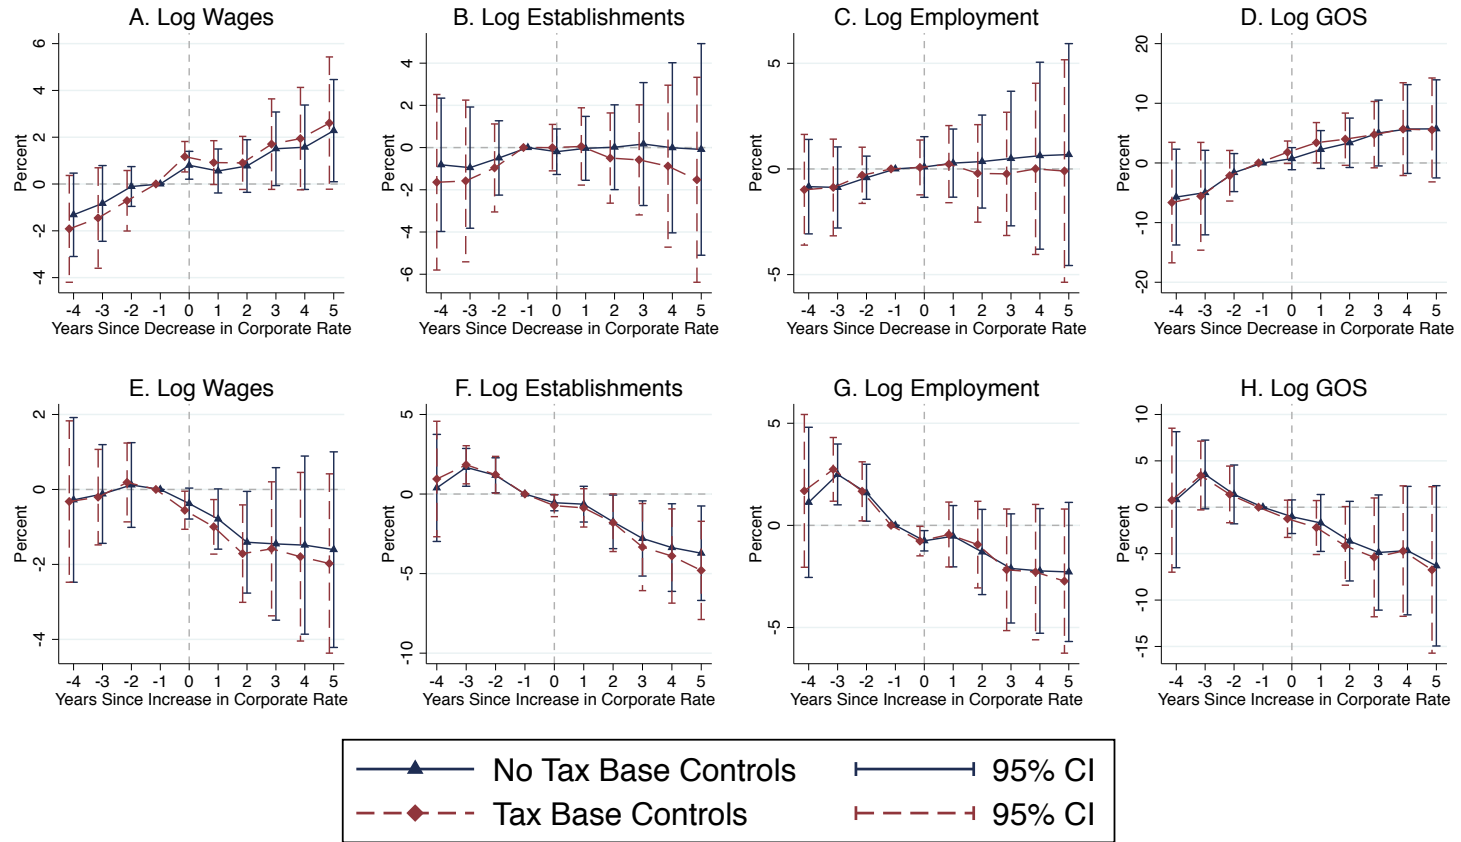 A. Log Wages
Percent
6
4
2
0
-2
-4
-4 -3 -2 -1 0 1 2 3 4 5
Years Since Decrease in Corporate Rate
B. Log Establishments
Percent
4
2
0
-2
-4
-6
-4 -3 -2 -1 0 1 2 3 4 5
Years Since Decrease in Corporate Rate
C. Log Employment
Percent
5
0
-5
-4 -3 -2 -1 0 1 2 3 4 5
Years Since Decrease in Corporate Rate
D. Log GOS
Percent
20
10
0
-10
-20
-4 -3 -2 -1 0 1 2 3 4 5
Years Since Decrease in Corporate Rate
E. Log Wages
Percent
2
0
-2
-4
-4 -3 -2 -1 0 1 2 3 4 5
Years Since Increase in Corporate Rate
F. Log Establishments
Percent
5
0
-5
-10
-4 -3 -2 -1 0 1 2 3 4 5
Years Since Increase in Corporate Rate
G. Log Employment
Percent
5
0
-5
-4 -3 -2 -1 0 1 2 3 4 5
Years Since Increase in Corporate Rate
H. Log GOS
Percent
10
5
0
-5
-10
-15
-4 -3 -2 -1 0 1 2 3 4 5
Years Since Increase in Corporate Rate
No Tax Base Controls 95% CI
Tax Base Controls 95% CI